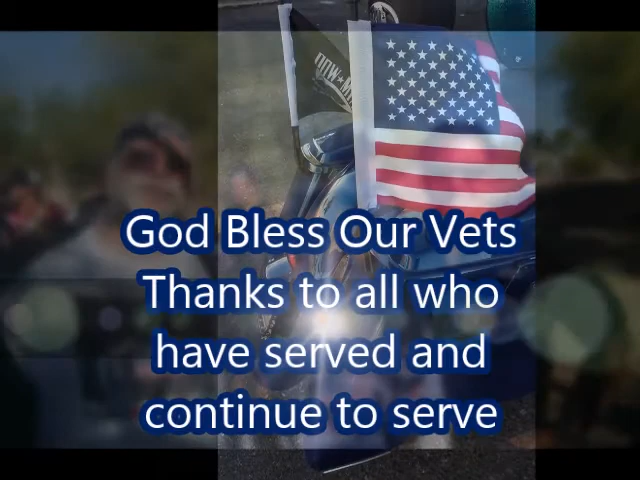 God Bless Our Vets
Thanks to all who
have served and
continue to serve